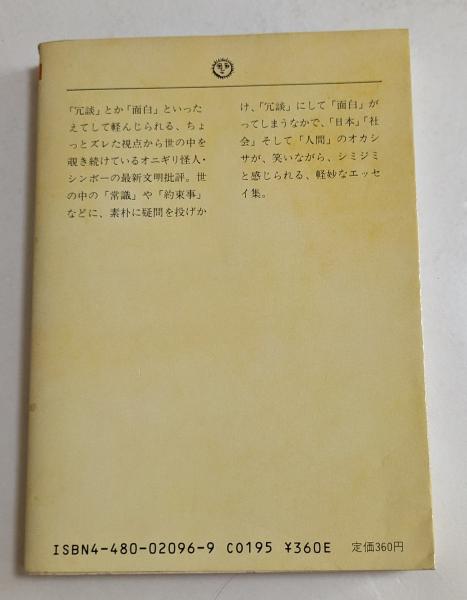 「冗談」とか「面白」といった
えてして軽んじられる、ちょ
っとズレた視点から世の中を
覗き続けているオニギリ怪人・
シンボーの最新文明批評。世
の中の「常識」や「約束事」
などに、素朴に疑問を投げか
け、「冗談」にして「面白」が
ってしまうなかで、「日本」「社
会」そして「人間」のオカシ
サが、笑いながら、シミジミ
と感じられる、軽妙なエッセ
イ集。
ISBN4-480-02096-9 C0195 ¥360E 定価360円